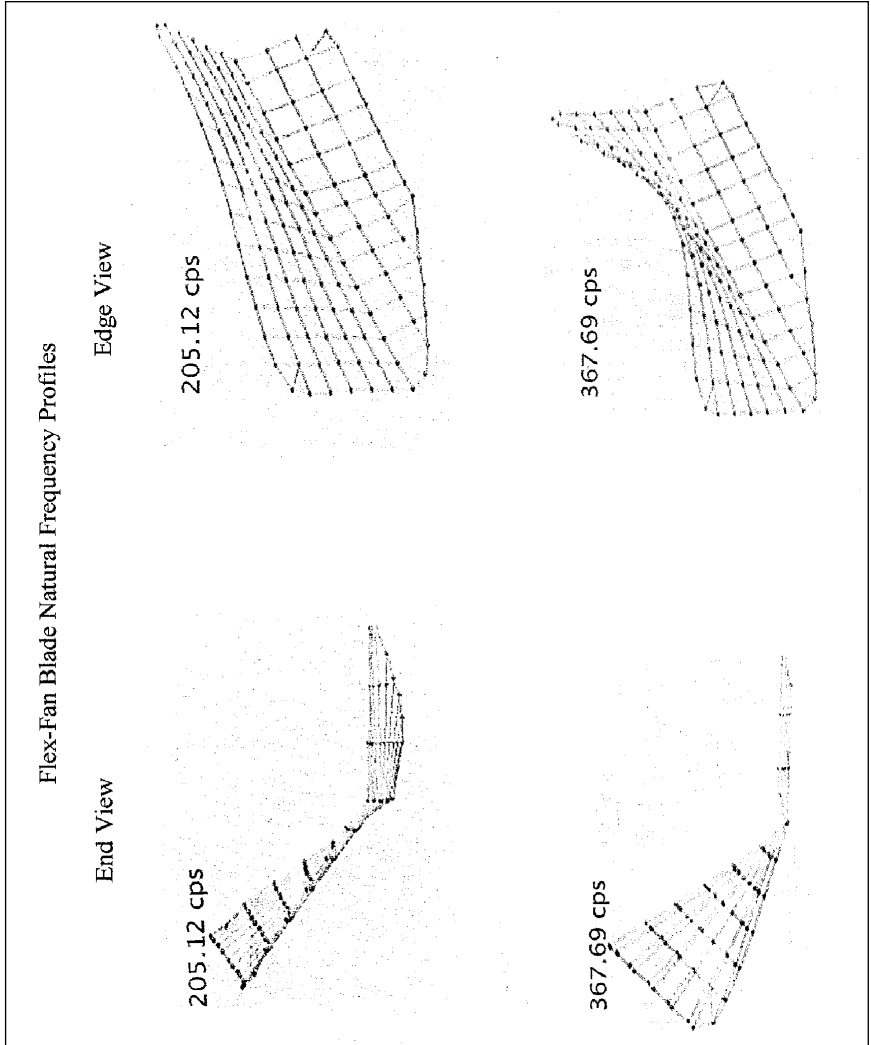 Flex-Fan Blade Natural Frequency Profiles
End View
Edge View
205.12 cps
205.12 cps
367.69 cps
367.69 cps